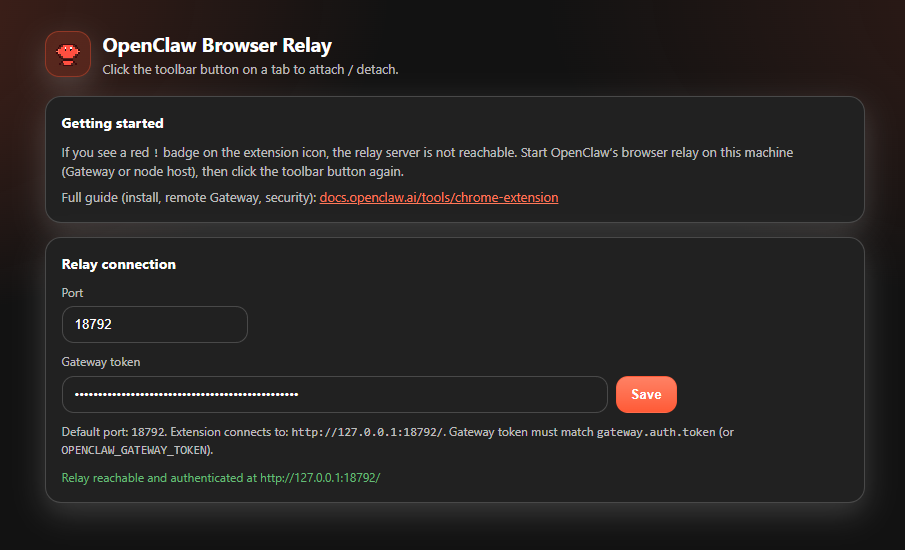 OpenClaw Browser Relay
Click the toolbar button on a tab to attach / detach.
Getting started
If you see a red ! badge on the extension icon, the relay server is not reachable. Start OpenClaw's browser relay on this machine
(Gateway or node host), then click the toolbar button again.
Full guide (install, remote Gateway, security): docs.openclaw.ai/tools/chrome-extension
Relay connection
Port
18792
Gateway token
••••••••••••••••••••••••••••••••••••••••••••••••
Save
Default port: 18792. Extension connects to: http://127.0.0.1:18792/. Gateway token must match gateway.auth.token (or
OPENCLAW_GATEWAY_TOKEN).
Relay reachable and authenticated at http://127.0.0.1:18792/